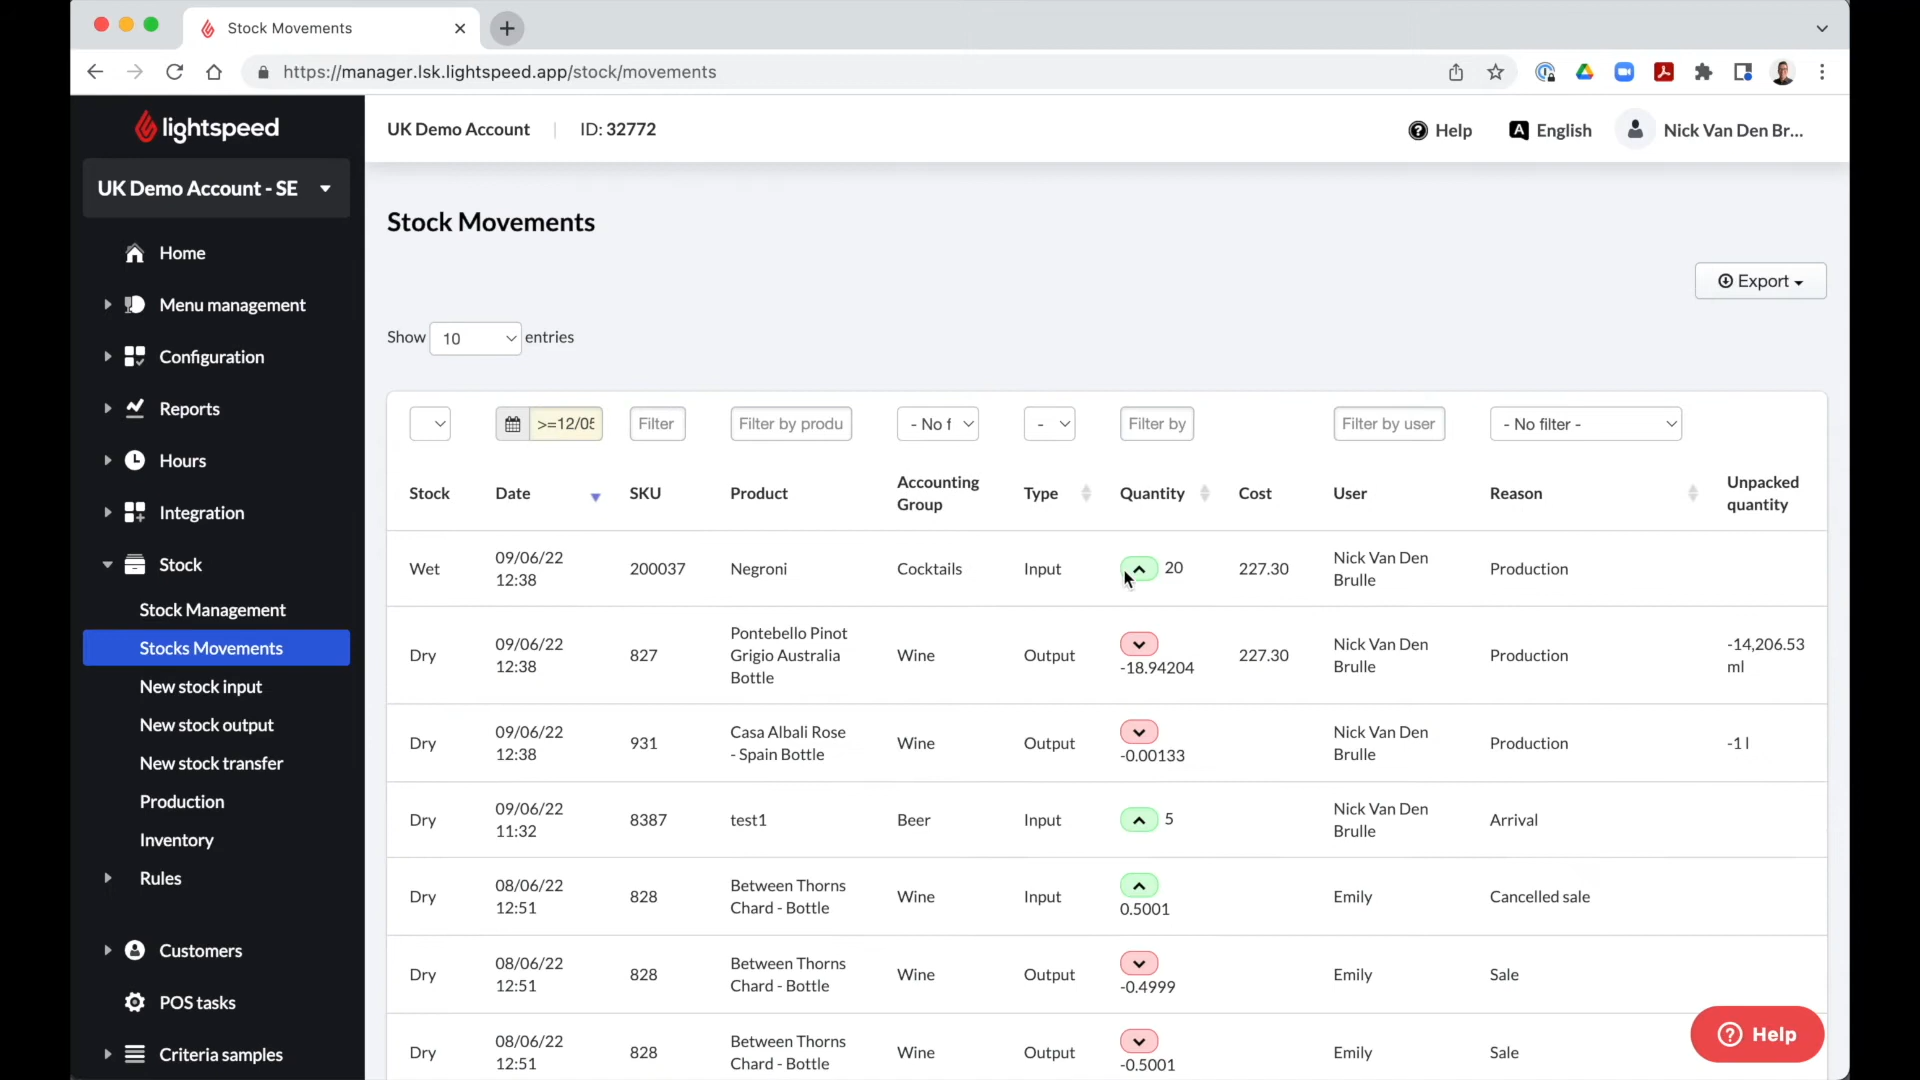 Stock Movements
https://manager.lsk.lightspeed.app/stock/movements
lightspeed
UK Demo Account - SE
Home
Menu management
Configuration
Reports
Hours
Integration
Stock
Stock Management
Stocks Movements
New stock input
New stock output
New stock transfer
Production
Inventory
Rules
Customers
POS tasks
Criteria samples
UK Demo Account ID: 32772
Help
English
Nick Van Den Br...
Stock Movements
Export
Show 10 entries
>=12/05 Filter Filter by produ - No f - Filter by Filter by user - No filter -
Stock Date SKU Product Accounting Group Type Quantity Cost User Reason Unpacked quantity
Wet 09/06/22 12:38 200037 Negroni Cocktails Input 20 227.30 Nick Van Den Brulle Production
Dry 09/06/22 12:38 827 Pontebello Pinot Grigio Australia Bottle Wine Output -18.94204 227.30 Nick Van Den Brulle Production -14,206.53 ml
Dry 09/06/22 12:38 931 Casa Albali Rose - Spain Bottle Wine Output -0.00133 Nick Van Den Brulle Production -1 l
Dry 09/06/22 11:32 8387 test1 Beer Input 5 Nick Van Den Brulle Arrival
Dry 08/06/22 12:51 828 Between Thorns Chard - Bottle Wine Input 0.5001 Emily Cancelled sale
Dry 08/06/22 12:51 828 Between Thorns Chard - Bottle Wine Output -0.4999 Emily Sale
Dry 08/06/22 12:51 828 Between Thorns Chard - Bottle Wine Output -0.5001 Emily Sale
Help